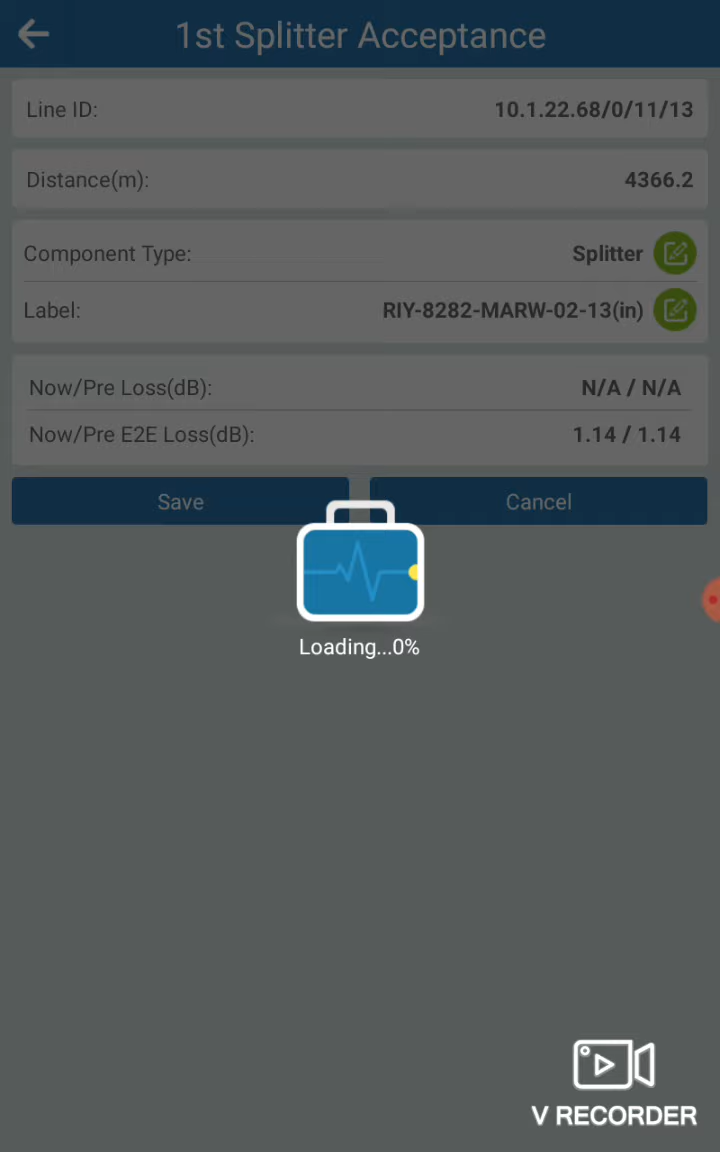 1st Splitter Acceptance
Line ID: 10.1.22.68/0/11/13
Distance(m): 4366.2
Component Type: Splitter
Label: RIY-8282-MARW-02-13(in)
Now/Pre Loss(dB): N/A / N/A
Now/Pre E2E Loss(dB): 1.14 / 1.14
Save Cancel
Loading...0%
V RECORDER